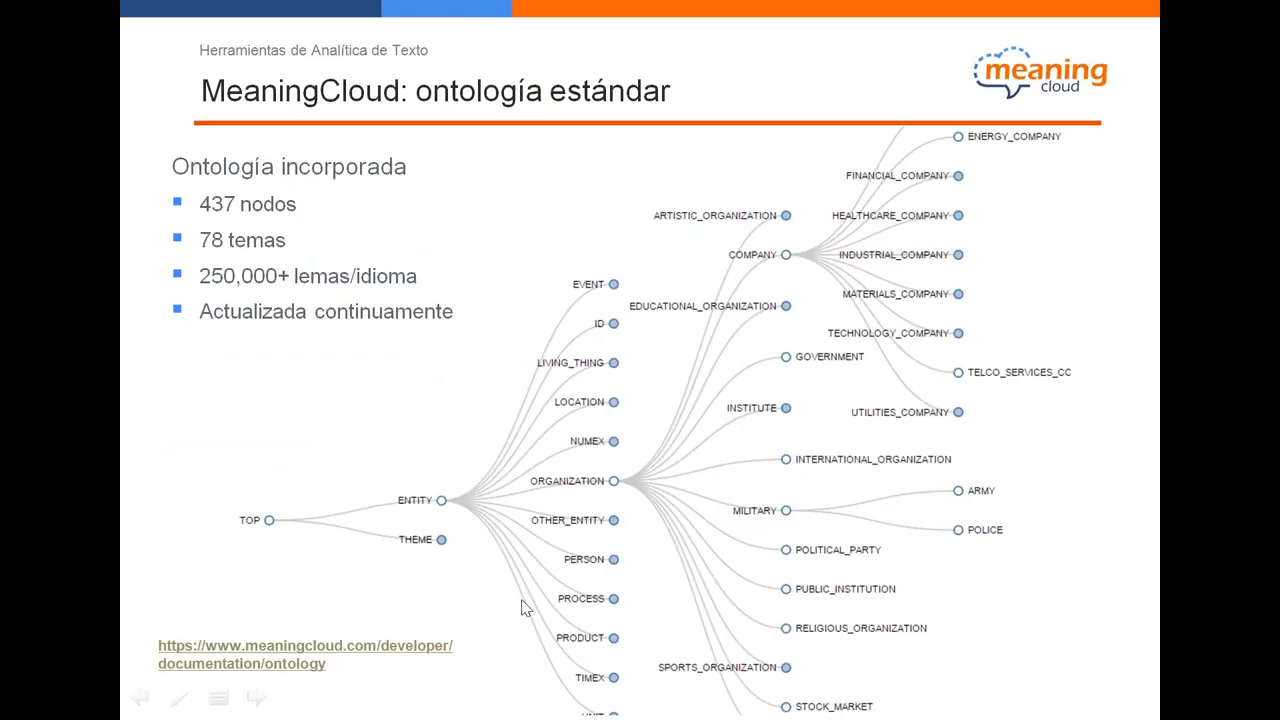 Herramientas de Analítica de Texto
MeaningCloud: ontología estándar
meaning
cloud
Ontología incorporada
437 nodos
78 temas
250,000+ lemas/idioma
Actualizada continuamente
TOP
ENTITY
THEME
EVENT
ID
LIVING_THING
LOCATION
NUMEX
ORGANIZATION
OTHER_ENTITY
PERSON
PROCESS
PRODUCT
TIMEX
ARTISTIC_ORGANIZATION
COMPANY
EDUCATIONAL_ORGANIZATION
GOVERNMENT
INSTITUTE
INTERNATIONAL_ORGANIZATION
MILITARY
POLITICAL_PARTY
PUBLIC_INSTITUTION
RELIGIOUS_ORGANIZATION
SPORTS_ORGANIZATION
STOCK_MARKET
ENERGY_COMPANY
FINANCIAL_COMPANY
HEALTHCARE_COMPANY
INDUSTRIAL_COMPANY
MATERIALS_COMPANY
TECHNOLOGY_COMPANY
TELCO_SERVICES_CC
UTILITIES_COMPANY
ARMY
POLICE
https://www.meaningcloud.com/developer/
documentation/ontology